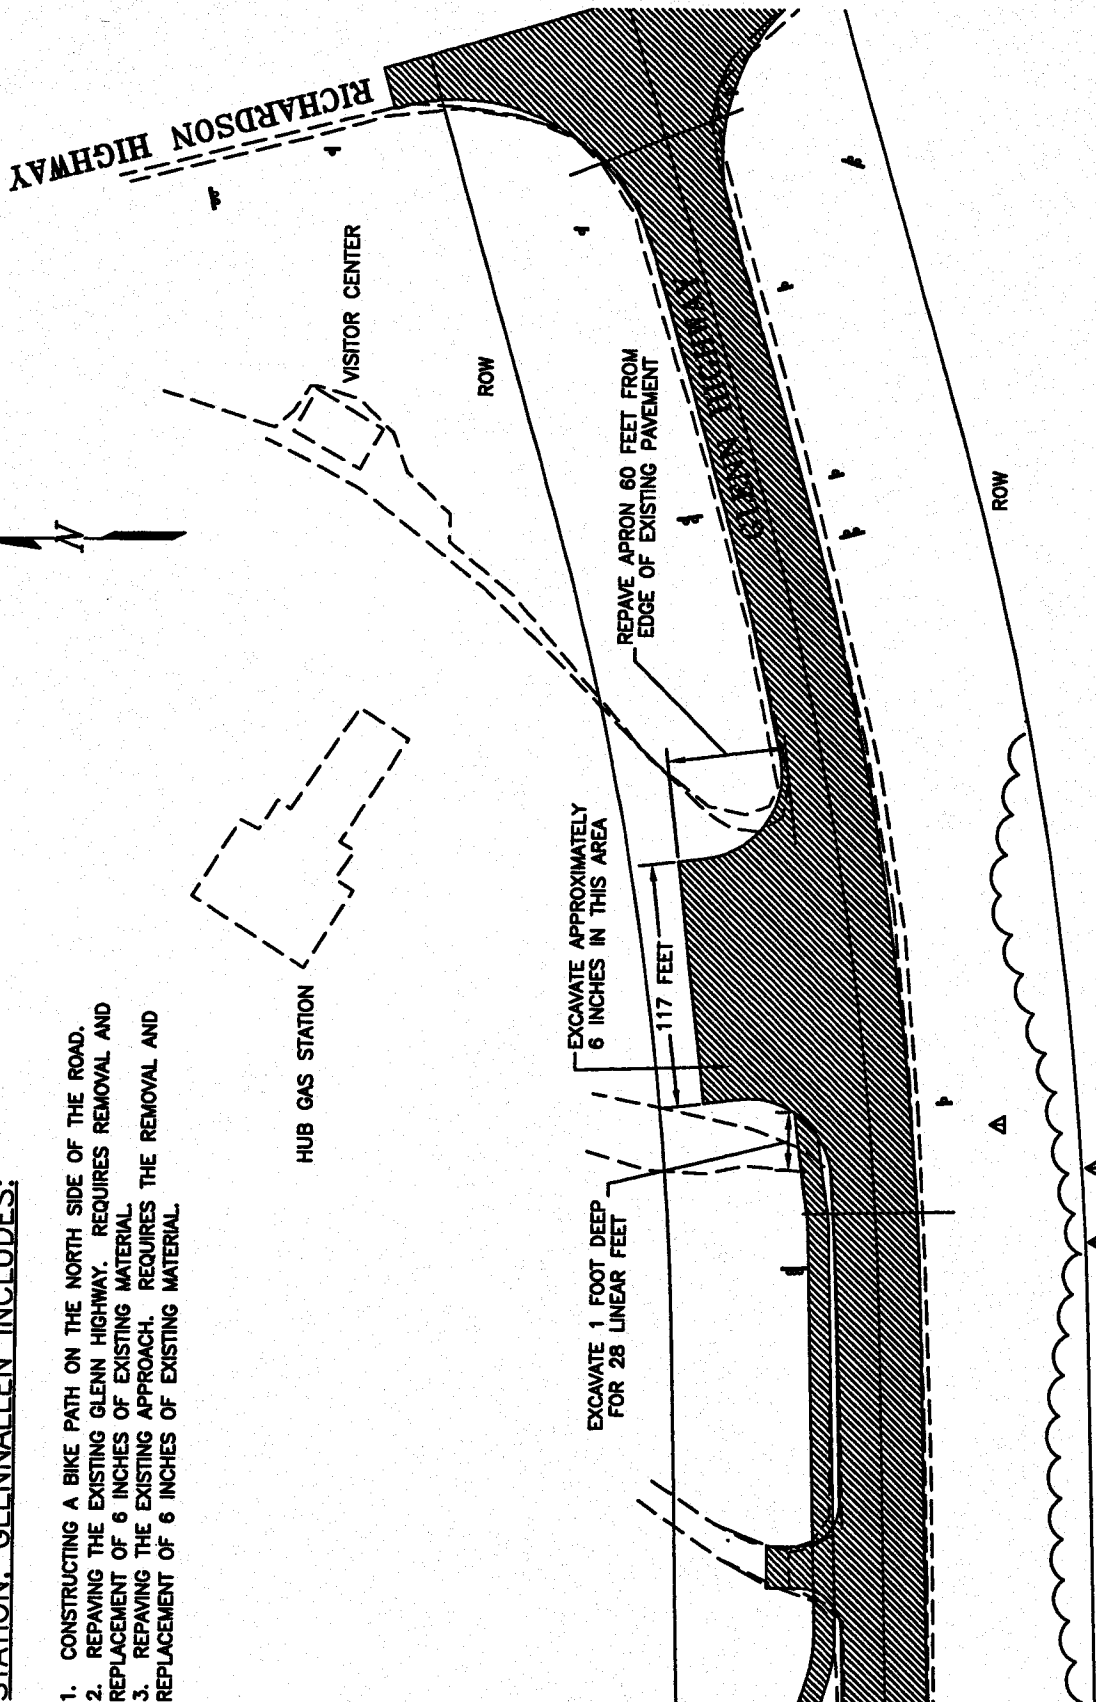 STATION, GLENNALLEN INCLUDES:
1. CONSTRUCTING A BIKE PATH ON THE NORTH SIDE OF THE ROAD.
2. REPAVING THE EXISTING GLENN HIGHWAY. REQUIRES REMOVAL AND
REPLACEMENT OF 6 INCHES OF EXISTING MATERIAL.
3. REPAVING THE EXISTING APPROACH. REQUIRES THE REMOVAL AND
REPLACEMENT OF 6 INCHES OF EXISTING MATERIAL.
N
RICHARDSON HIGHWAY
VISITOR CENTER
HUB GAS STATION
ROW
REPAVE APRON 60 FEET FROM
EDGE OF EXISTING PAVEMENT
GLENN HIGHWAY
EXCAVATE APPROXIMATELY
6 INCHES IN THIS AREA
117 FEET
EXCAVATE 1 FOOT DEEP
FOR 28 LINEAR FEET
ROW